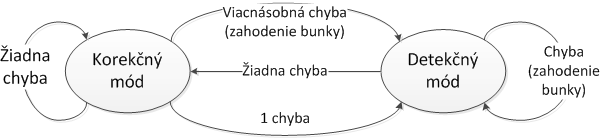 Viacnásobná chyba
(zahodenie bunky)
Žiadna
chyba
Korekčný
mód
Žiadna chyba
Detekčný
mód
Chyba
(zahodenie
bunky)
1 chyba